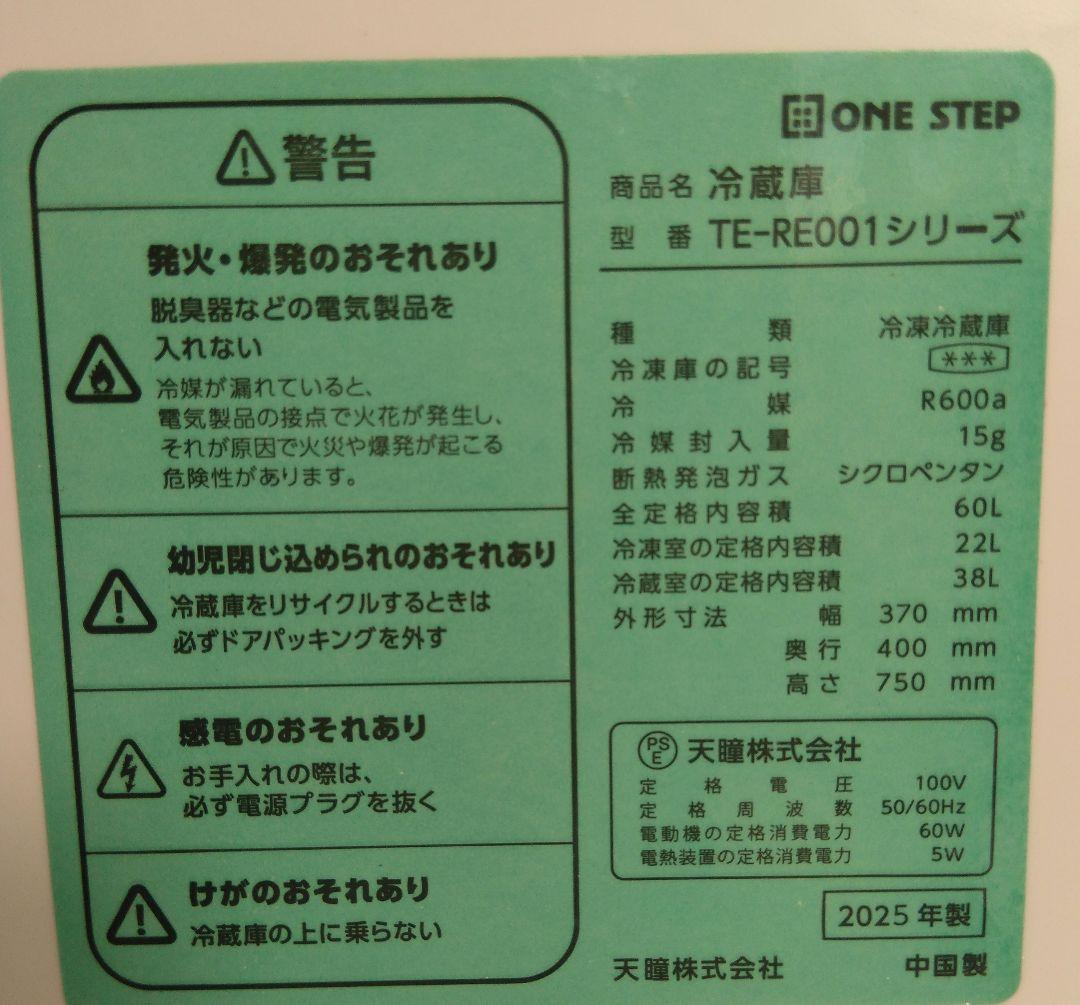 警告
発火・爆発のおそれあり
脱臭器などの電気製品を
入れない
冷媒が漏れていると、
電気製品の接点で火花が発生し、
それが原因で火災や爆発が起こる
危険性があります。
幼児閉じ込められのおそれあり
冷蔵庫をリサイクルするときは
必ずドアパッキングを外す
感電のおそれあり
お手入れの際は、
必ず電源プラグを抜く
けがのおそれあり
冷蔵庫の上に乗らない
ONE STEP
商品名 冷蔵庫
型番 TE-RE001シリーズ
種類 冷凍冷蔵庫
冷凍庫の記号 ***
冷媒 R600a
冷媒封入量 15g
断熱発泡ガス シクロペンタン
全定格内容積 60L
冷凍室の定格内容積 22L
冷蔵室の定格内容積 38L
外形寸法 幅 370 mm
奥行 400 mm
高さ 750 mm
PSE 天瞳株式会社
定格電圧 100V
定格周波数 50/60Hz
電動機の定格消費電力 60W
電熱装置の定格消費電力 5W
2025年製
天瞳株式会社 中国製